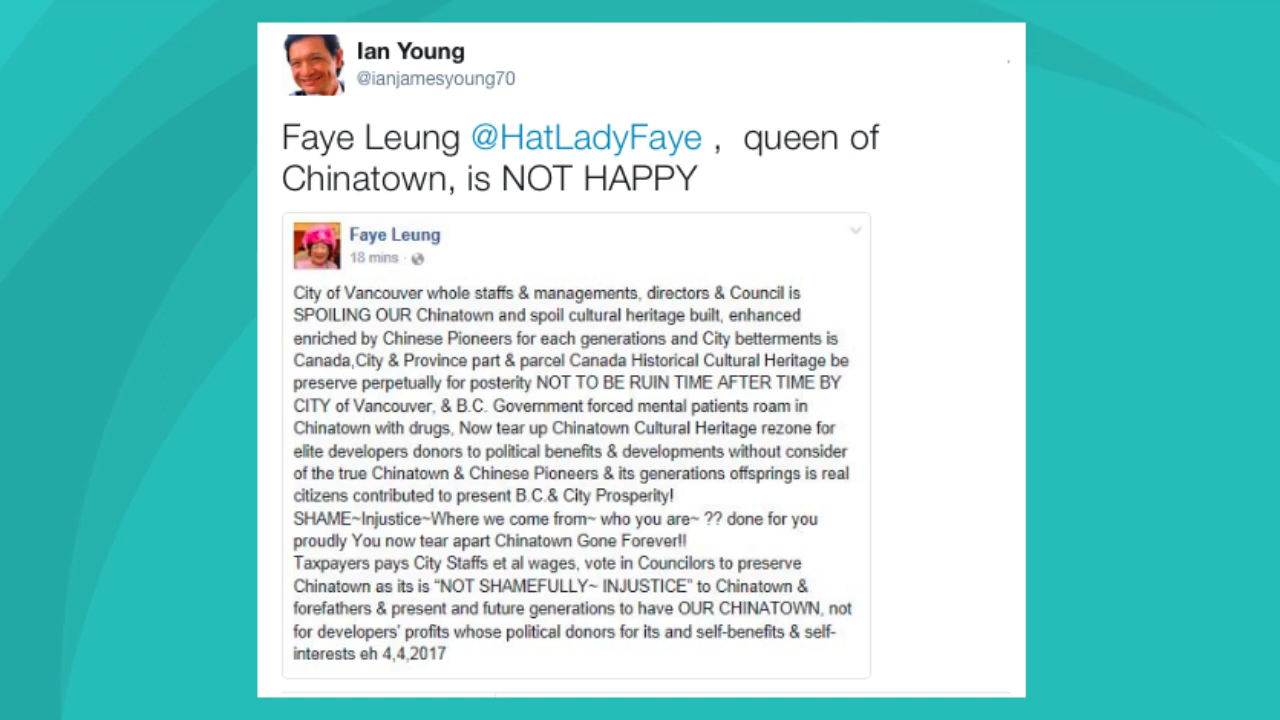 Ian Young
@ianjamesyoung70
Faye Leung @HatLadyFaye , queen of
Chinatown, is NOT HAPPY
Faye Leung
18 mins ·
City of Vancouver whole staffs & managements, directors & Council is
SPOILING OUR Chinatown and spoil cultural heritage built, enhanced
enriched by Chinese Pioneers for each generations and City betterments is
Canada,City & Province part & parcel Canada Historical Cultural Heritage be
preserve perpetually for posterity NOT TO BE RUIN TIME AFTER TIME BY
CITY of Vancouver, & B.C. Government forced mental patients roam in
Chinatown with drugs, Now tear up Chinatown Cultural Heritage rezone for
elite developers donors to political benefits & developments without consider
of the true Chinatown & Chinese Pioneers & its generations offsprings is real
citizens contributed to present B.C.& City Prosperity!
SHAME~Injustice~Where we come from~ who you are~ ?? done for you
proudly You now tear apart Chinatown Gone Forever!!
Taxpayers pays City Staffs et al wages, vote in Councilors to preserve
Chinatown as its is “NOT SHAMEFULLY~ INJUSTICE” to Chinatown &
forefathers & present and future generations to have OUR CHINATOWN, not
for developers’ profits whose political donors for its and self-benefits & self-
interests eh 4,4,2017